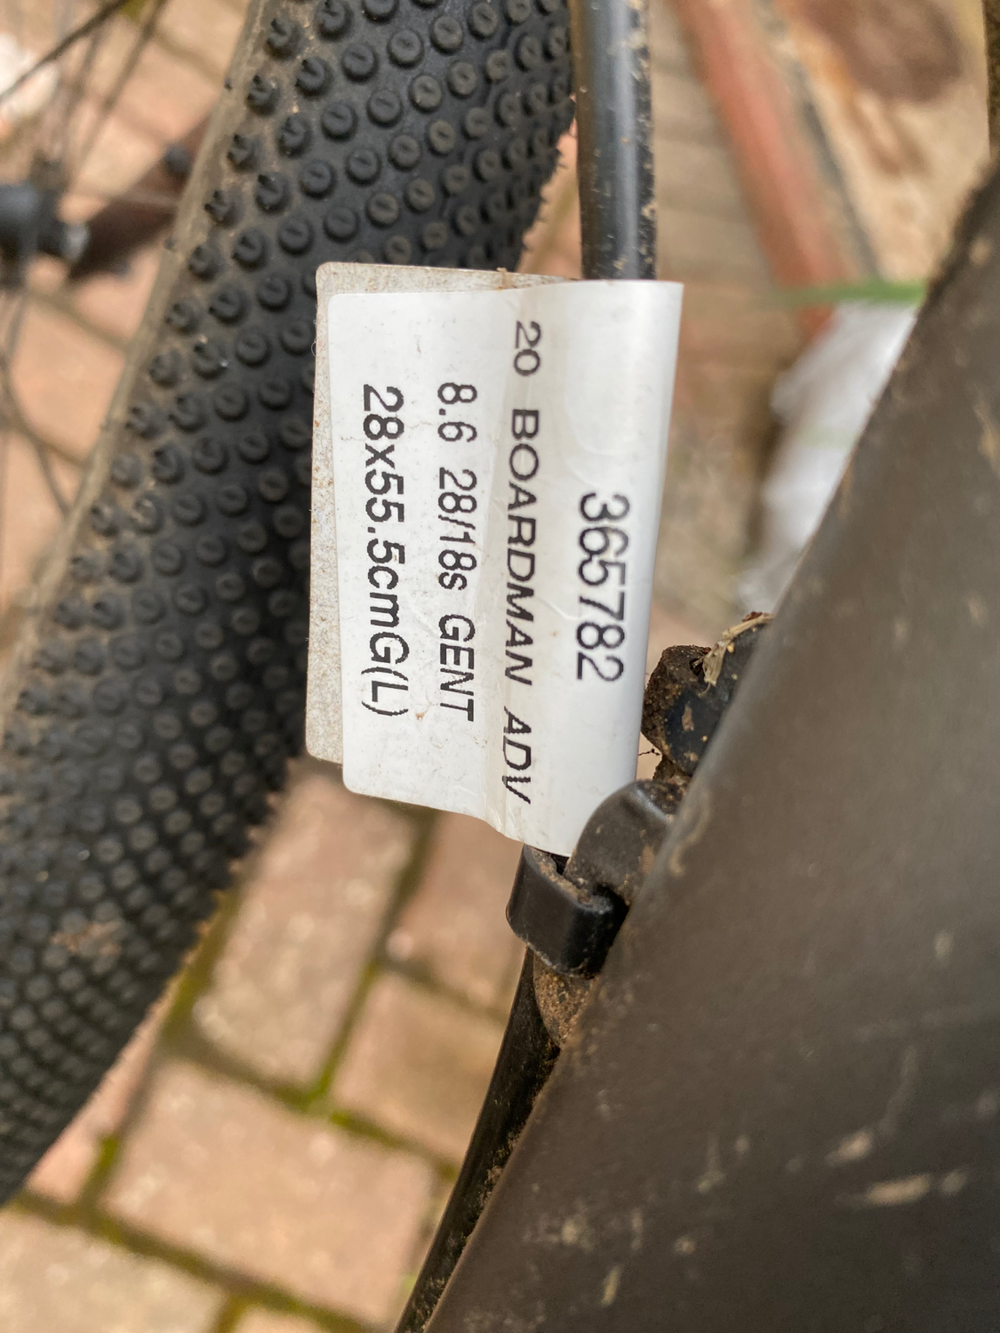 365782
20 BOARDMAN ADV
8.6 28/18s GENT
28x55.5cmG(L)